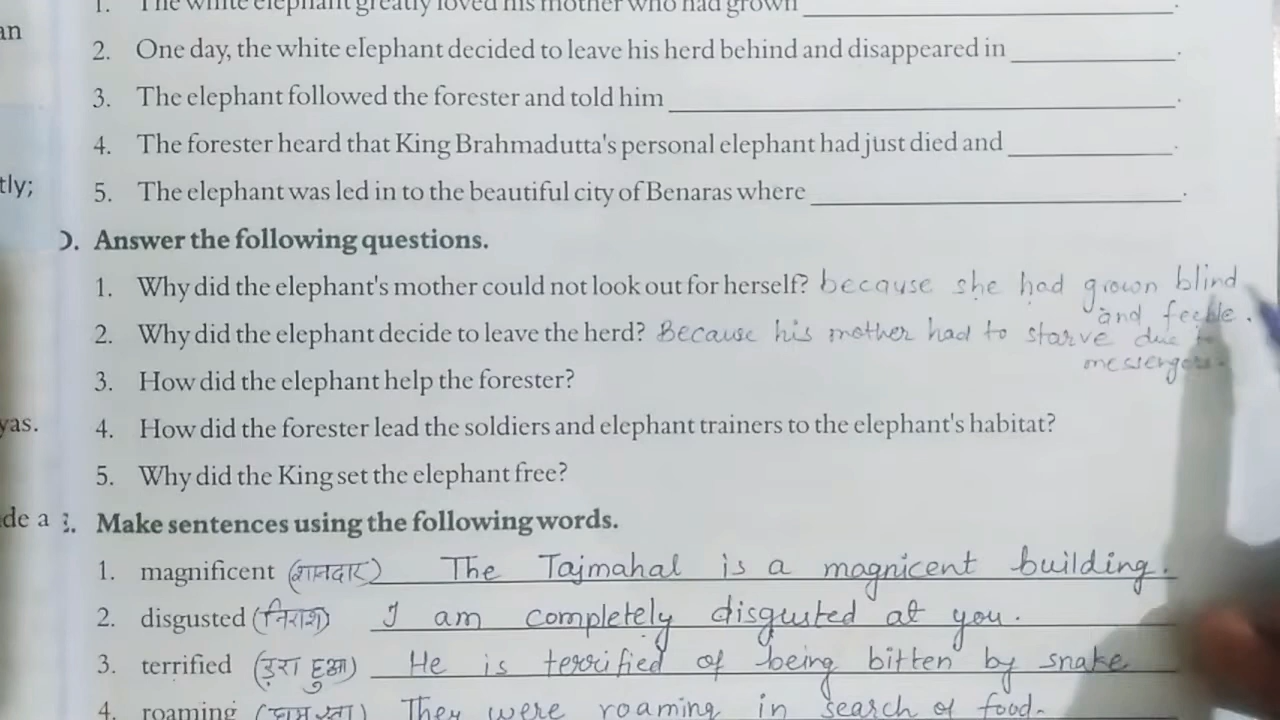 1. The white elephant greatly loved his mother who had grown ____.
an
2. One day, the white elephant decided to leave his herd behind and disappeared in ____.
3. The elephant followed the forester and told him ____.
4. The forester heard that King Brahmadutta's personal elephant had just died and ____.
tly;
5. The elephant was led in to the beautiful city of Benaras where ____.
D. Answer the following questions.
1. Why did the elephant's mother could not look out for herself? because she had grown blind
and feeble.
2. Why did the elephant decide to leave the herd? Because his mother had to starve due to
messengers.
3. How did the elephant help the forester?
yas.
4. How did the forester lead the soldiers and elephant trainers to the elephant's habitat?
5. Why did the King set the elephant free?
de a
E. Make sentences using the following words.
1. magnificent (शानदार) The Tajmahal is a magnicent building.
2. disgusted (निराश) I am completely disgusted at you.
3. terrified (ड़रा हुआ) He is terrified of being bitten by snake
4. roaming They were roaming in search of food.